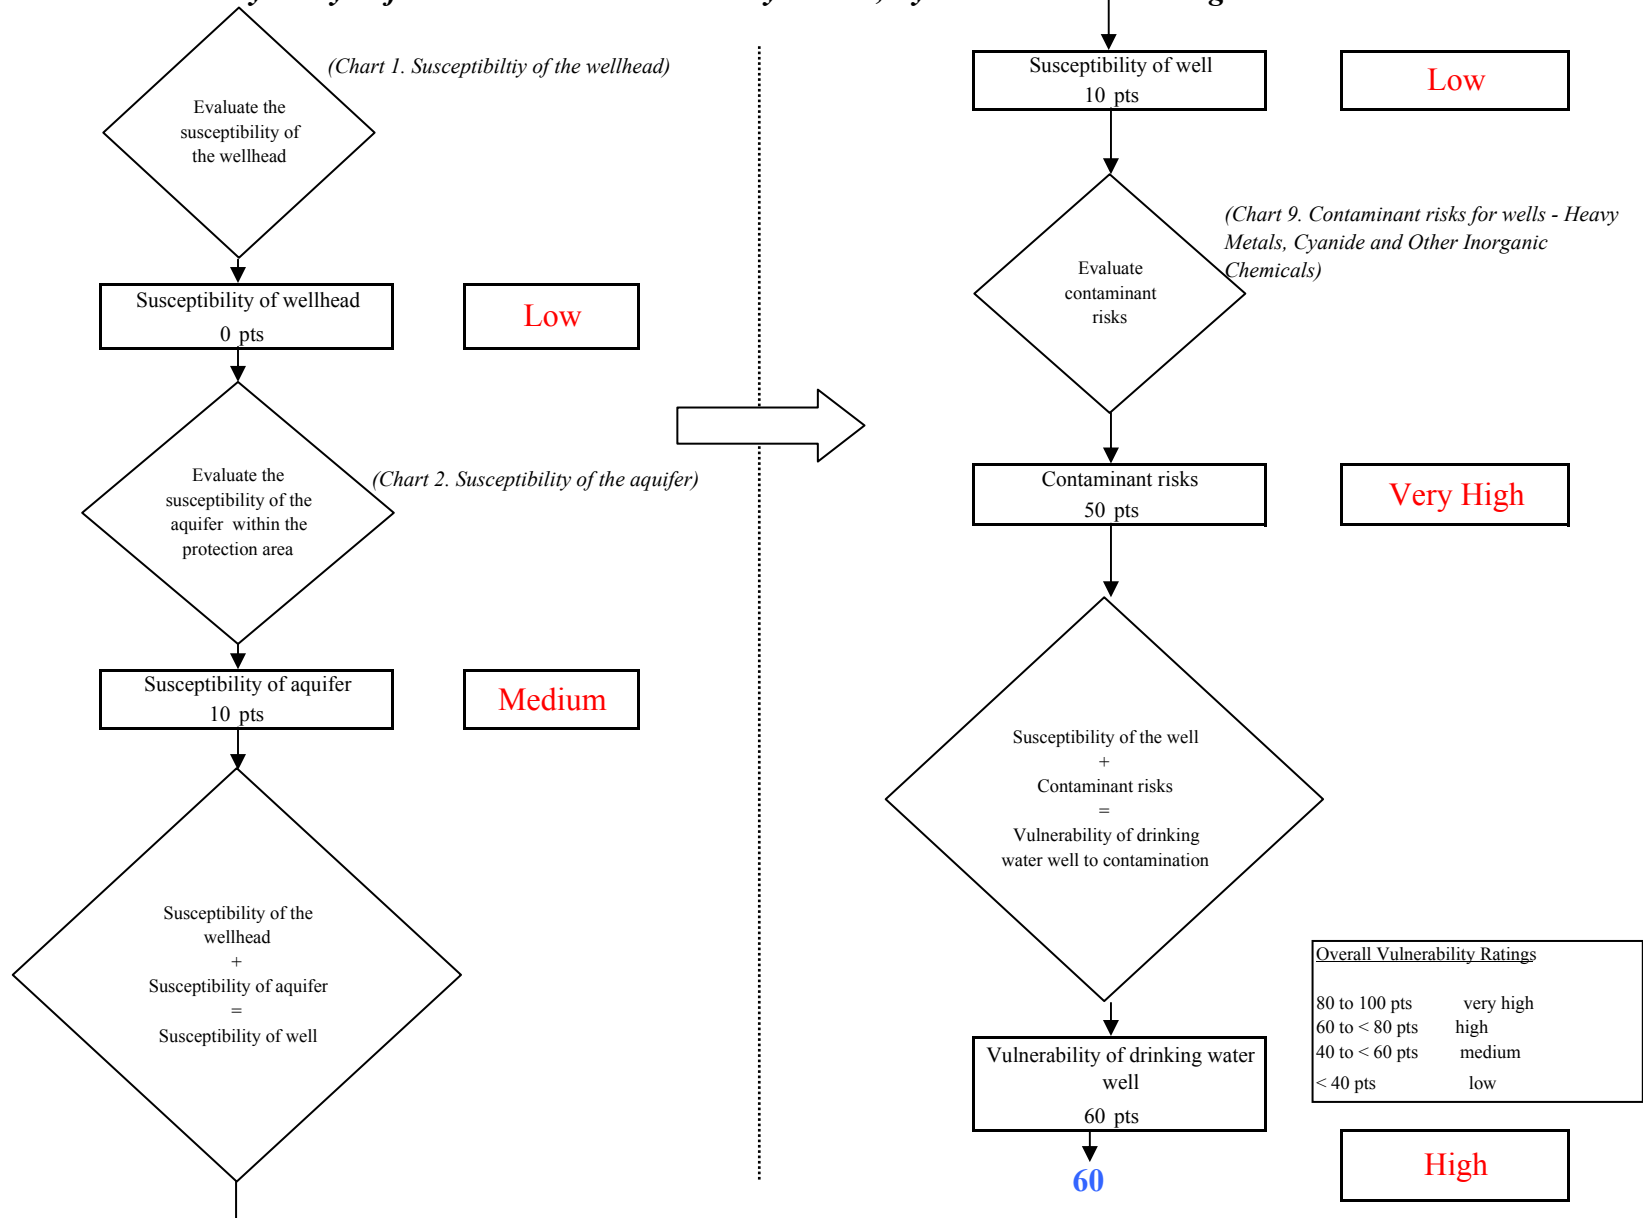 (Chart 1. Susceptibiltiy of the wellhead)
Evaluate the
susceptibility of
the wellhead
Susceptibility of wellhead
0 pts
Low
Evaluate the
susceptibility of the
aquifer within the
protection area
(Chart 2. Susceptibility of the aquifer)
Susceptibility of aquifer
10 pts
Medium
Susceptibility of the
wellhead
+
Susceptibility of aquifer
=
Susceptibility of well
Susceptibility of well
10 pts
Low
(Chart 9. Contaminant risks for wells - Heavy
Metals, Cyanide and Other Inorganic
Chemicals)
Evaluate
contaminant
risks
Contaminant risks
50 pts
Very High
Susceptibility of the well
+
Contaminant risks
=
Vulnerability of drinking
water well to contamination
Overall Vulnerability Ratings
80 to 100 pts very high
60 to < 80 pts high
40 to < 60 pts medium
< 40 pts low
Vulnerability of drinking water
well
60 pts
60
High